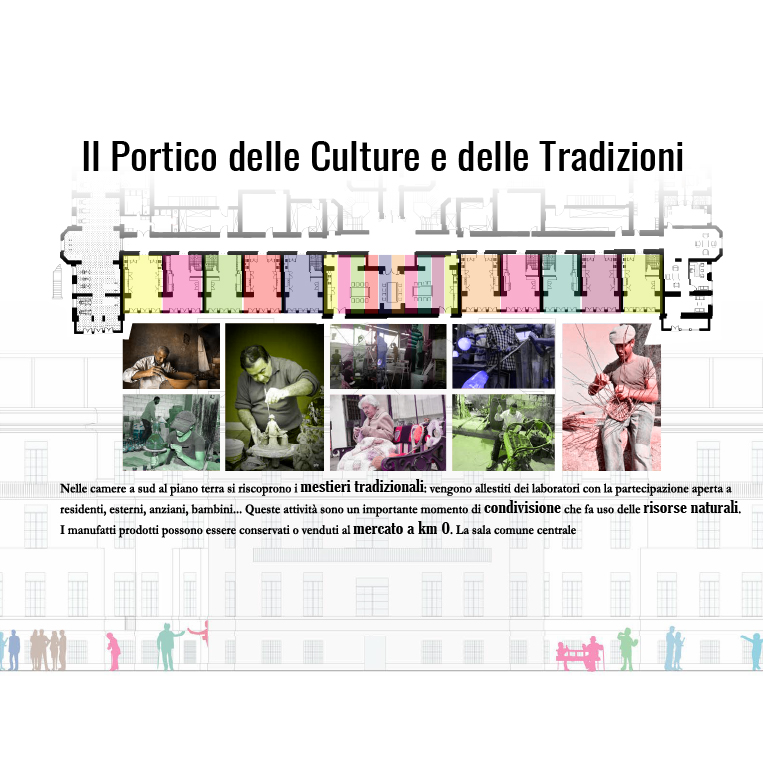 Il Portico delle Culture e delle Tradizioni
Nelle camere a sud al piano terra si riscoprono i mestieri tradizionali; vengono allestiti dei laboratori con la partecipazione aperta a
residenti, esterni, anziani, bambini... Queste attività sono un importante momento di condivisione che fa uso delle risorse naturali.
I manufatti prodotti possono essere conservati o venduti al mercato a km 0. La sala comune centrale